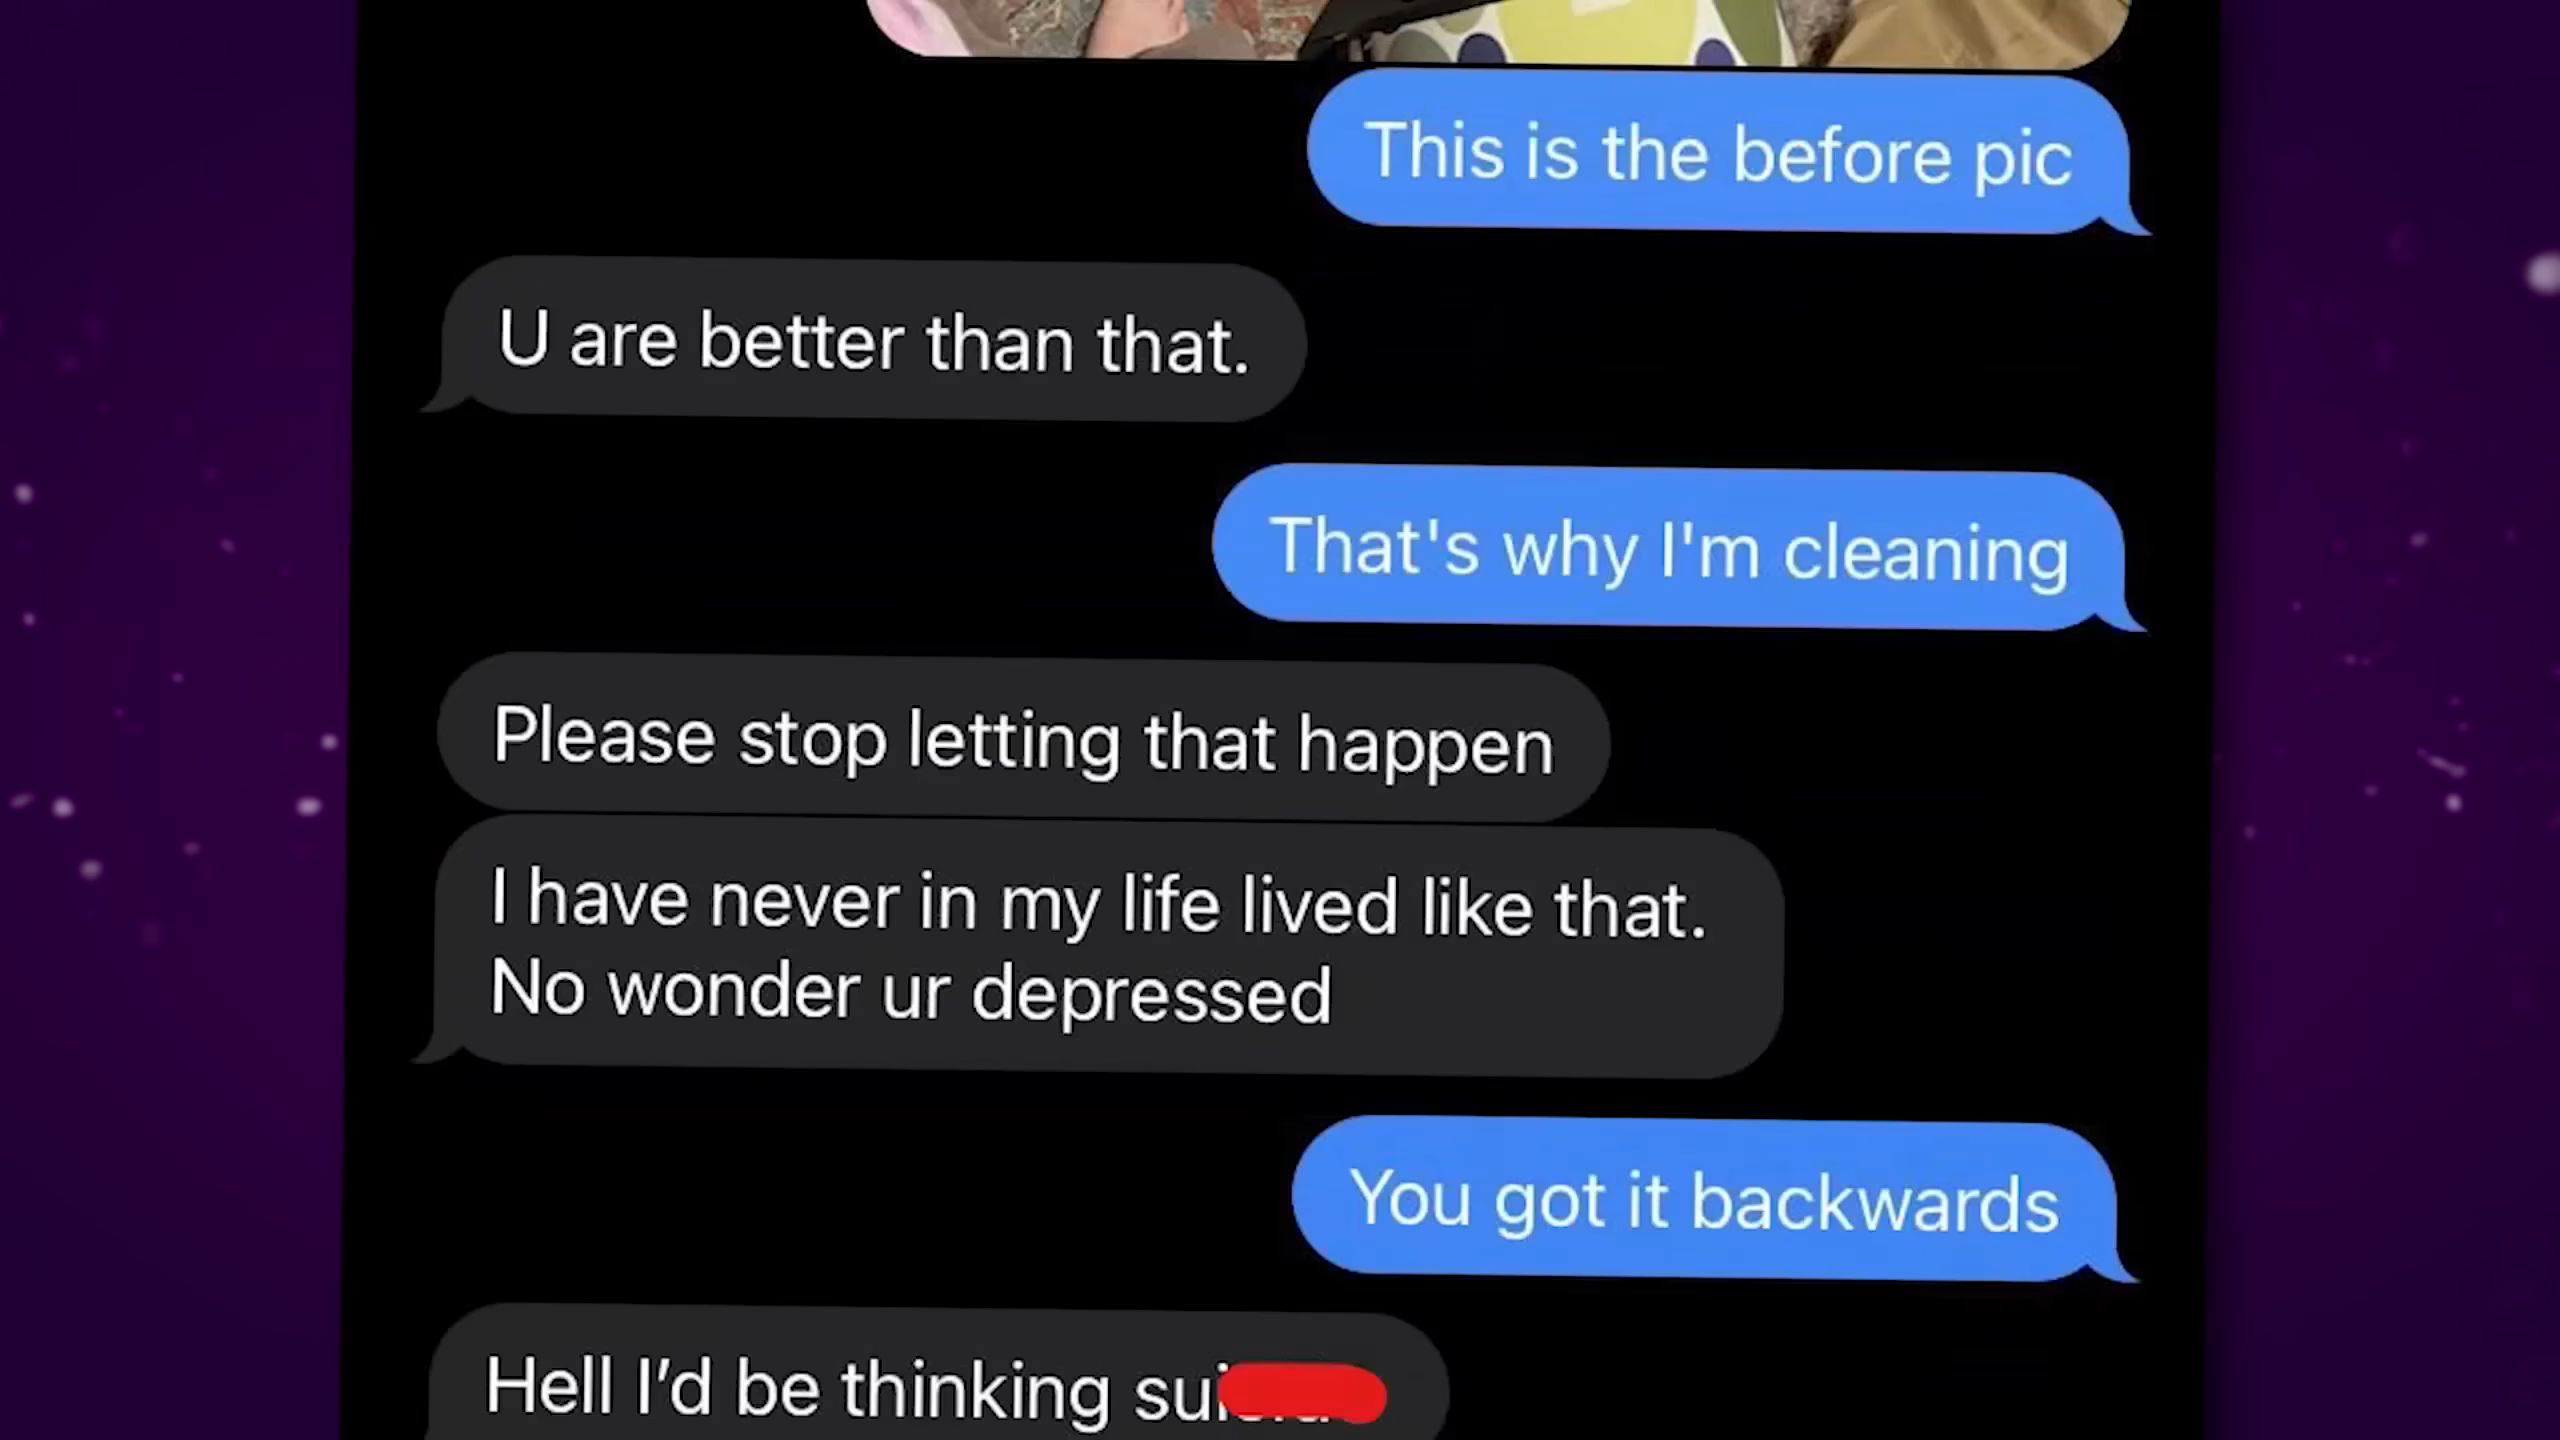 This is the before pic
U are better than that.
That's why I'm cleaning
Please stop letting that happen
I have never in my life lived like that.
No wonder ur depressed
You got it backwards
Hell I'd be thinking